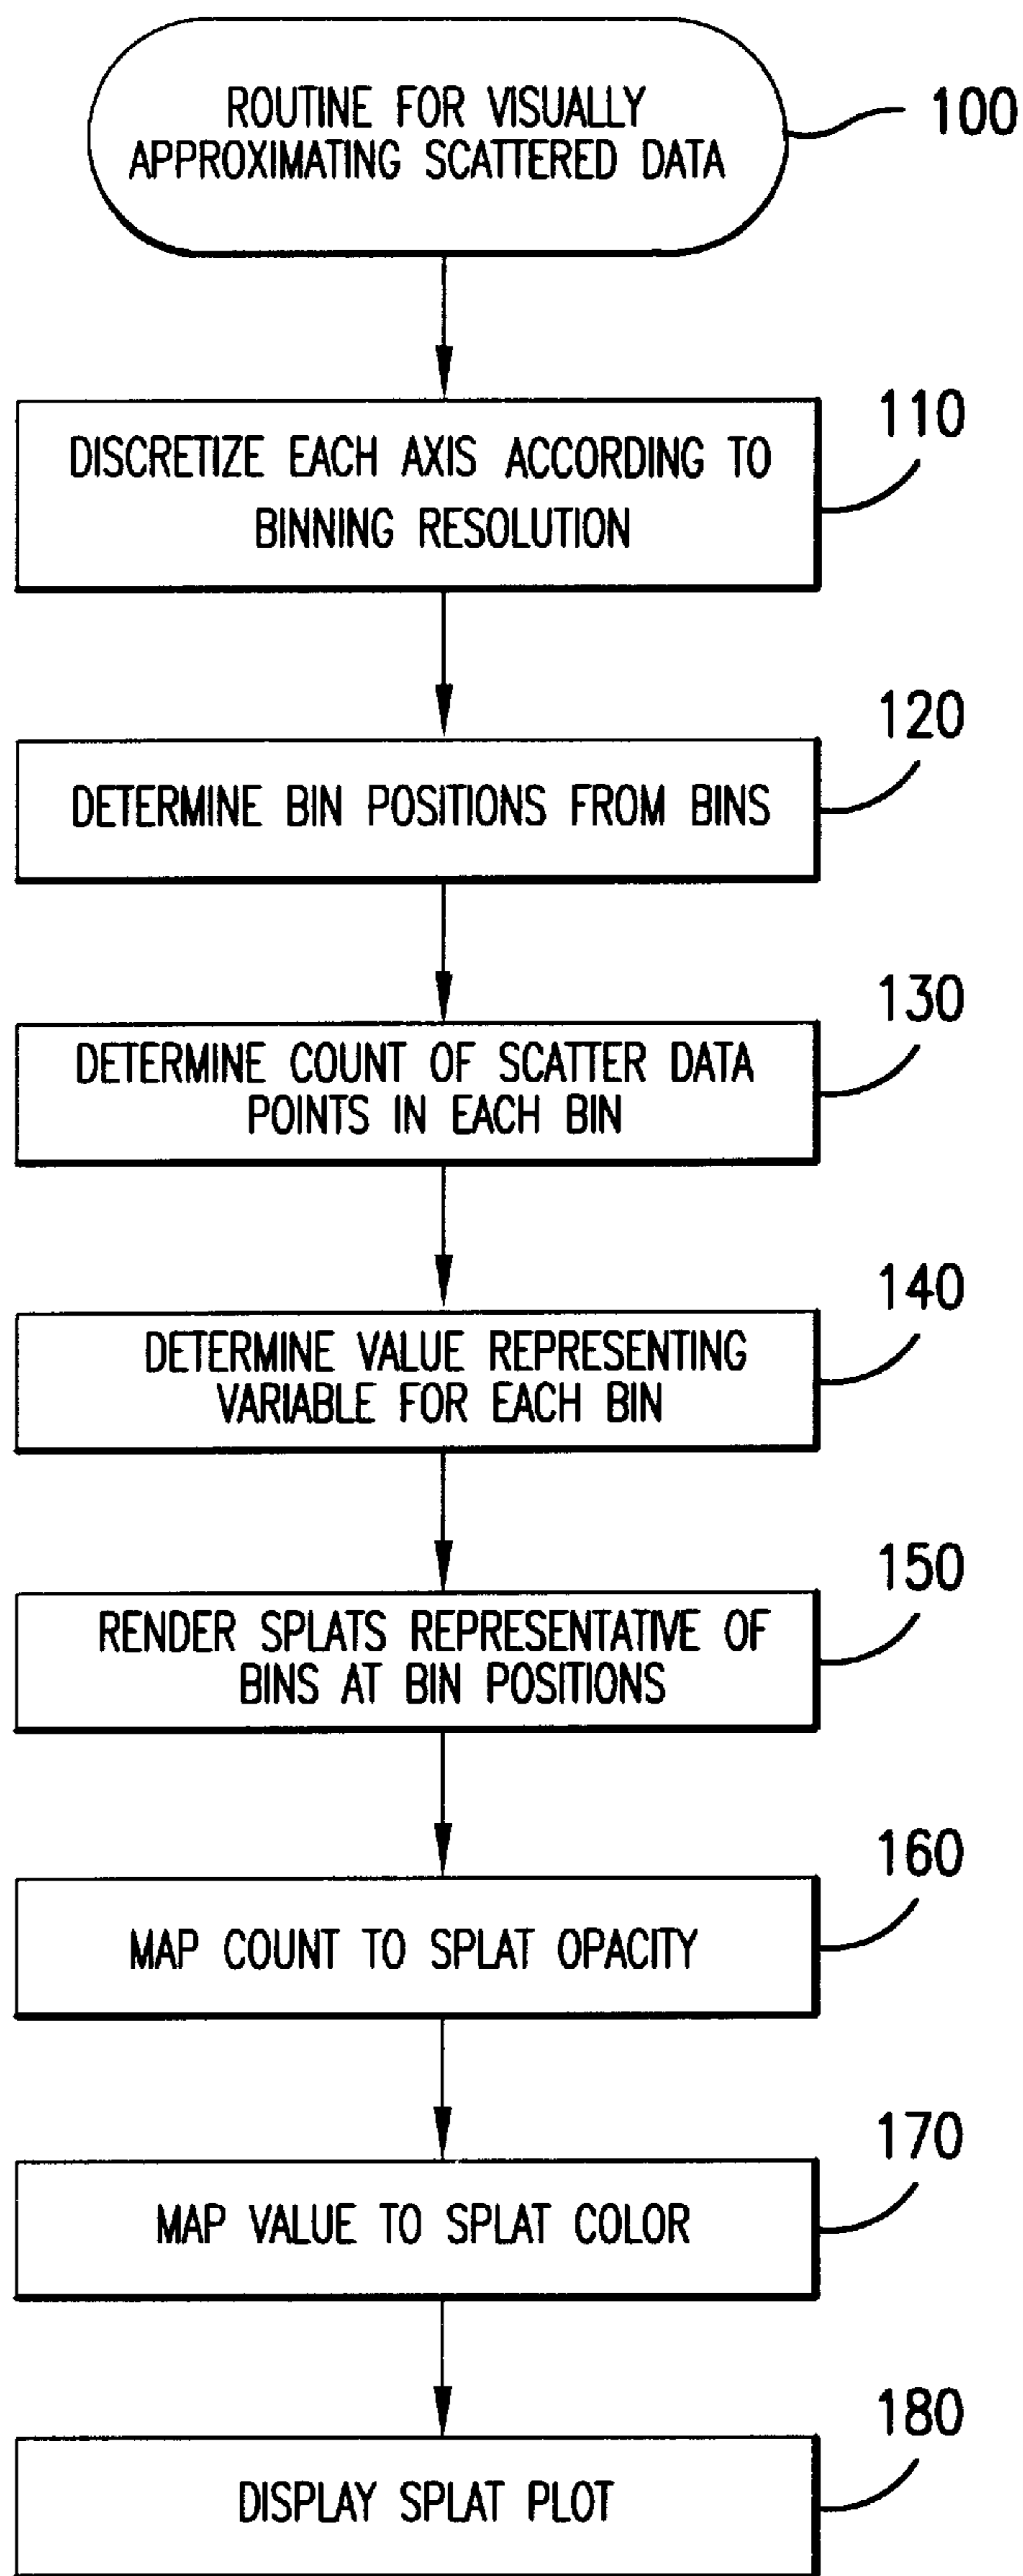 ROUTINE FOR VISUALLY
APPROXIMATING SCATTERED DATA
100
DISCRETIZE EACH AXIS ACCORDING TO
BINNING RESOLUTION
110
DETERMINE BIN POSITIONS FROM BINS
120
DETERMINE COUNT OF SCATTER DATA
POINTS IN EACH BIN
130
DETERMINE VALUE REPRESENTING
VARIABLE FOR EACH BIN
140
RENDER SPLATS REPRESENTATIVE OF
BINS AT BIN POSITIONS
150
MAP COUNT TO SPLAT OPACITY
160
MAP VALUE TO SPLAT COLOR
170
DISPLAY SPLAT PLOT
180